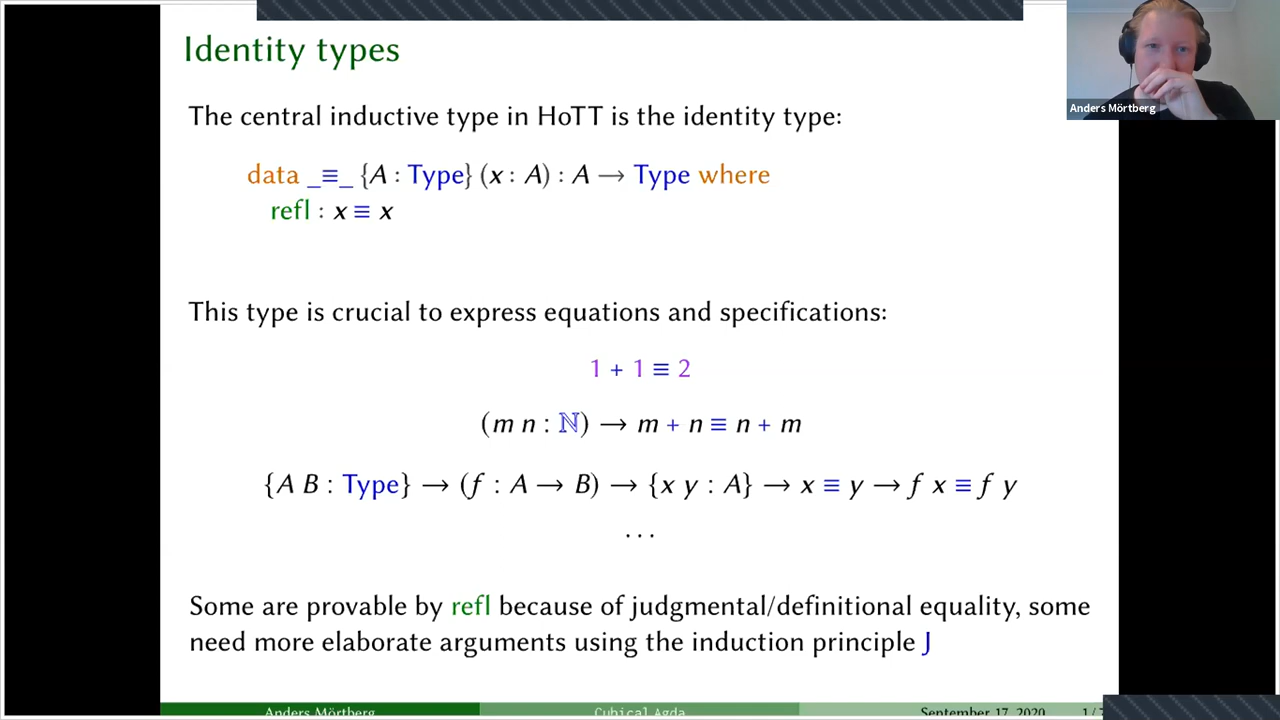 Identity types
The central inductive type in HoTT is the identity type:
data _≡_ {A : Type} (x : A) : A → Type where
refl : x ≡ x
This type is crucial to express equations and specifications:
1 + 1 ≡ 2
(m n : ℕ) → m + n ≡ n + m
{A B : Type} → (f : A → B) → {x y : A} → x ≡ y → f x ≡ f y
...
Some are provable by refl because of judgmental/definitional equality, some
need more elaborate arguments using the induction principle J
Anders Mörtberg
Anders Mörtberg Cubical Agda September 17, 2020 1/